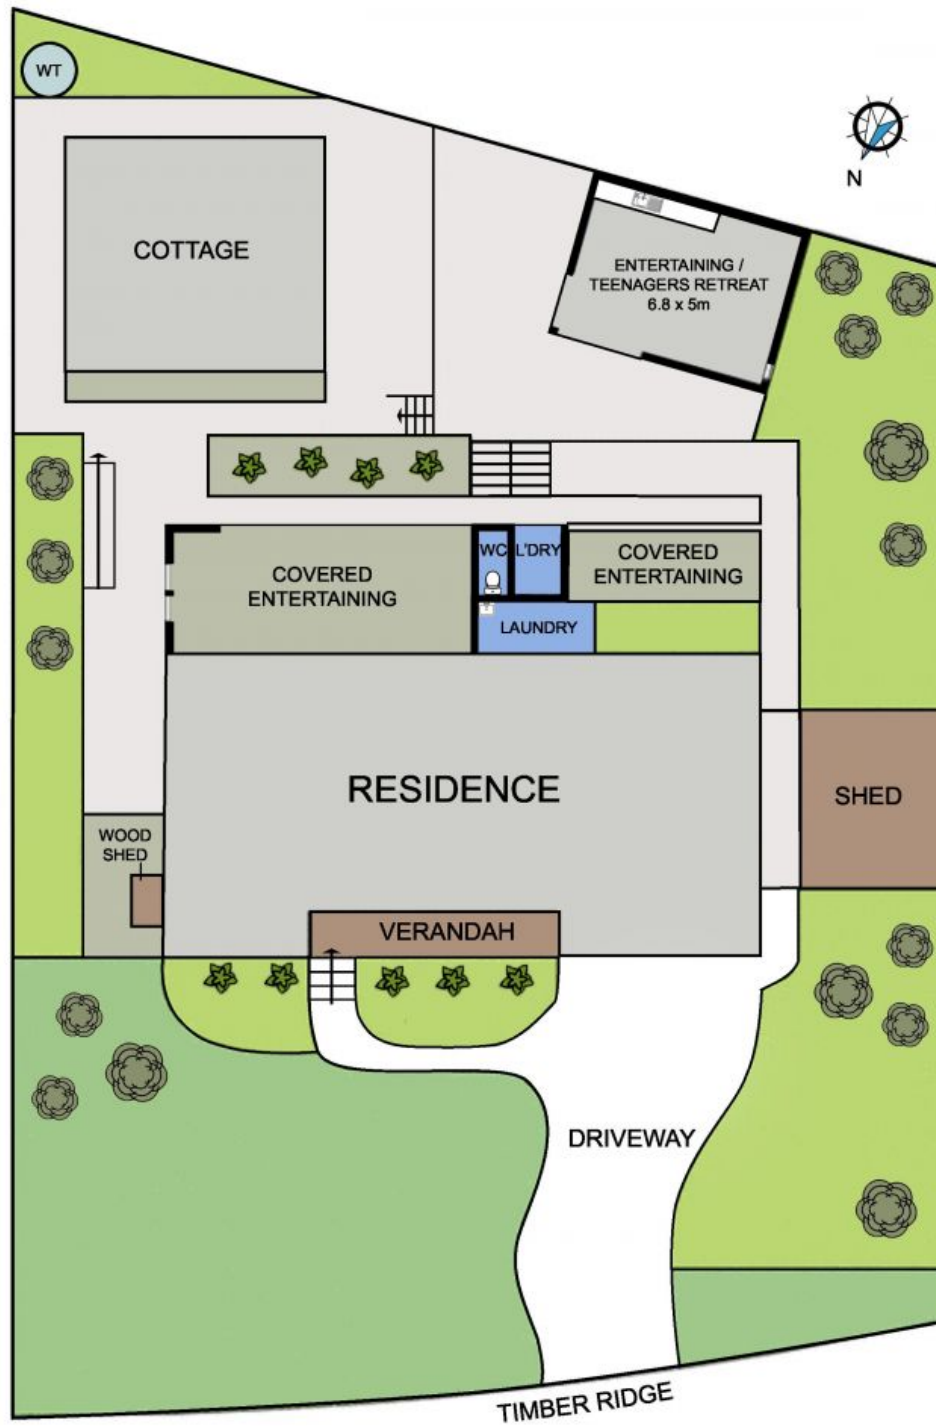 WT
N
COTTAGE
ENTERTAINING /
TEENAGERS RETREAT
6.8 x 5m
COVERED
ENTERTAINING
WC
L'DRY
COVERED
ENTERTAINING
LAUNDRY
RESIDENCE
SHED
WOOD
SHED
VERANDAH
DRIVEWAY
TIMBER RIDGE